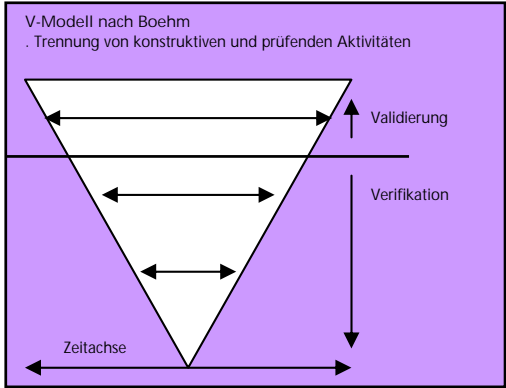 V-Modell nach Boehm
. Trennung von konstruktiven und prüfenden Aktivitäten
Validierung
Verifikation
Zeitachse